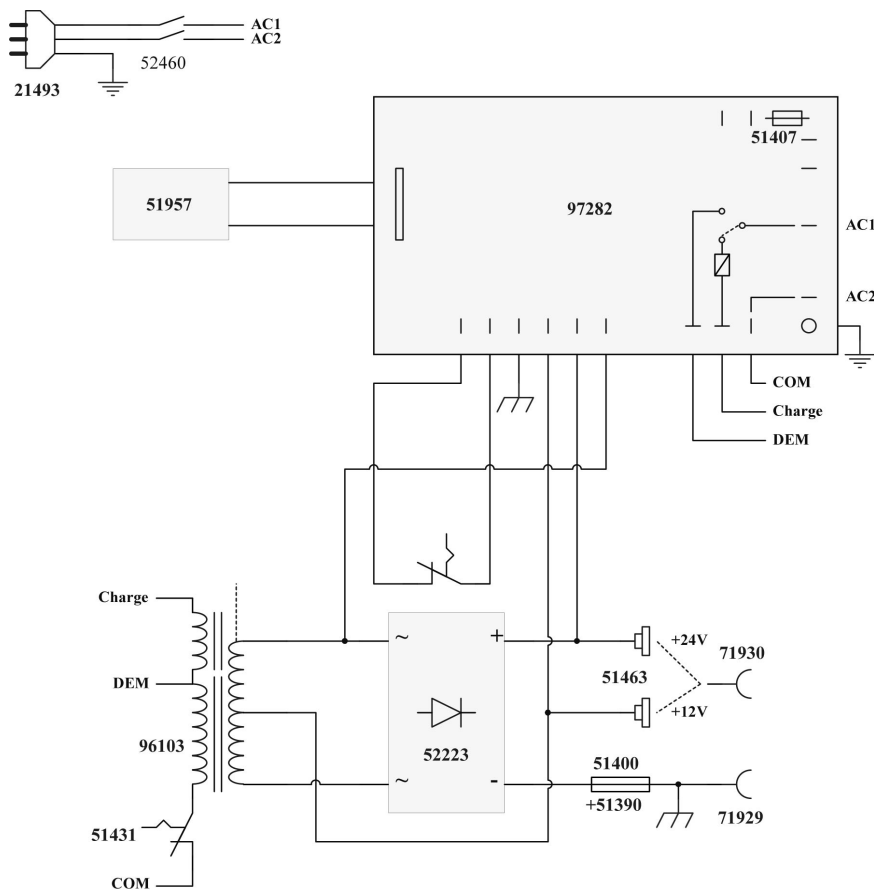 AC1
AC2
52460
21493
51407
51957
97282
AC1
AC2
COM
Charge
DEM
Charge
~
+
+24V
71930
51463
DEM
+12V
96103
52223
51400
~
-
+51390
71929
51431
COM